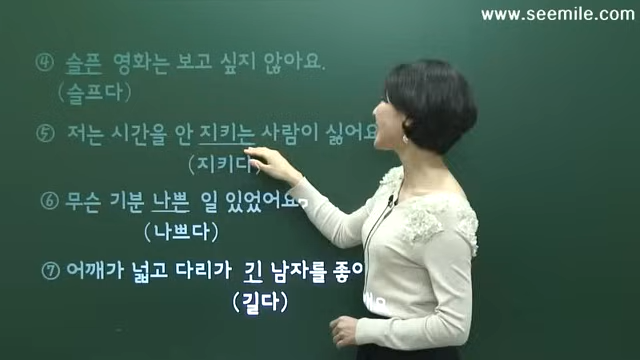 www.seemile.com
④ 슬픈 영화는 보고 싶지 않아요.
(슬프다)
⑤ 저는 시간을 안 지키는 사람이 싫어요
(지키다)
⑥ 무슨 기분 나쁜 일 있었어요?
(나쁘다)
⑦ 어깨가 넓고 다리가 긴 남자를 좋
(길다)